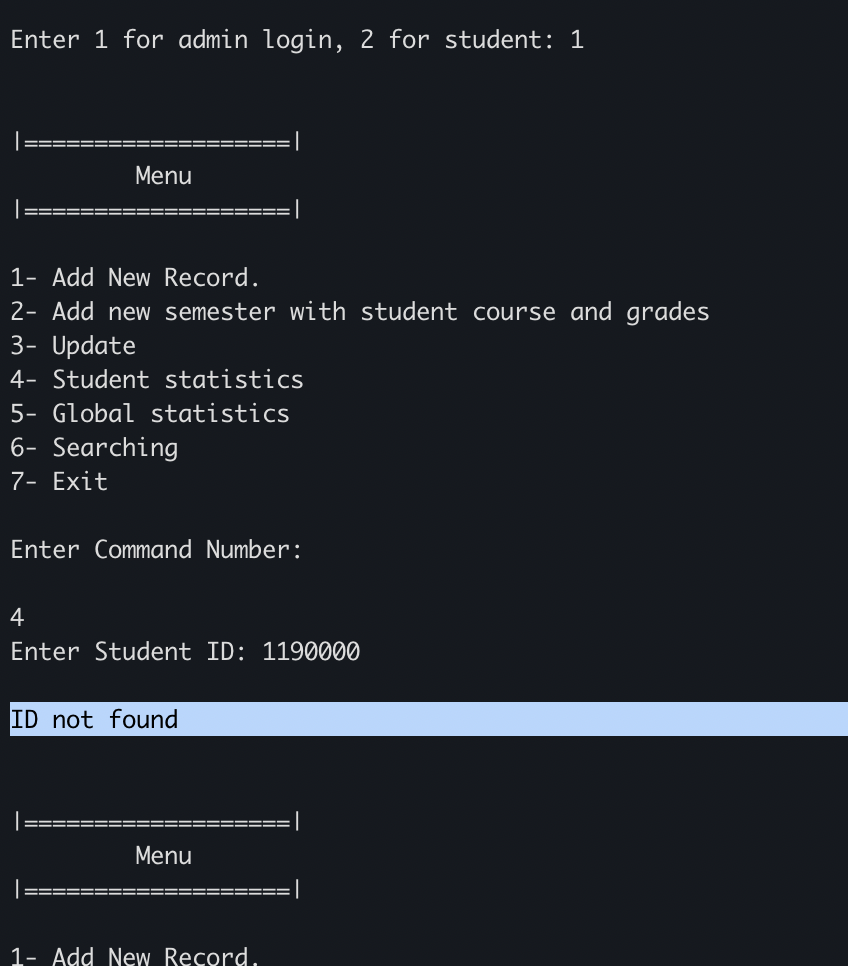 Enter 1 for admin login, 2 for student: 1
|===================|
Menu
|===================|
1- Add New Record.
2- Add new semester with student course and grades
3- Update
4- Student statistics
5- Global statistics
6- Searching
7- Exit
Enter Command Number:
4
Enter Student ID: 1190000
ID not found
|===================|
Menu
|===================|
1- Add New Record.